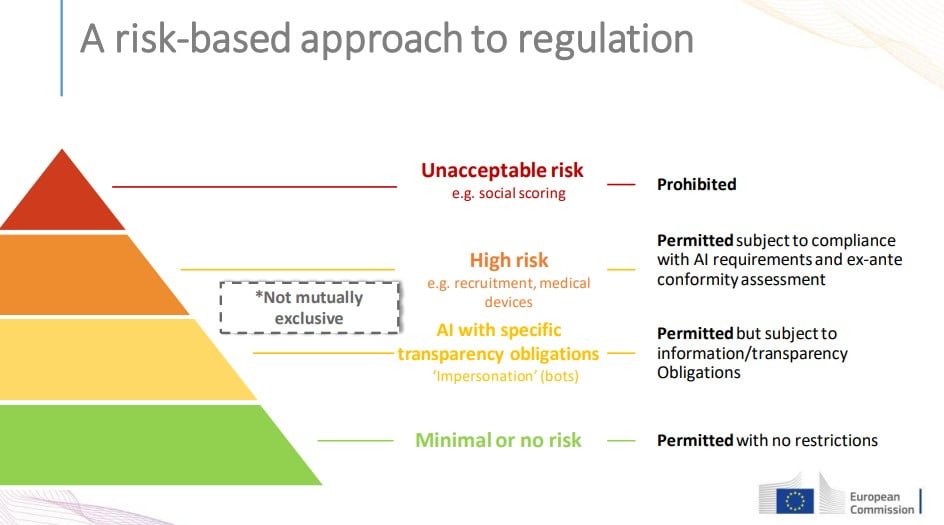 A risk-based approach to regulation
Unacceptable risk
e.g. social scoring
Prohibited
High risk
e.g. recruitment, medical
devices
Permitted subject to compliance
with AI requirements and ex-ante
conformity assessment
*Not mutually
exclusive
AI with specific
transparency obligations
‘Impersonation’ (bots)
Permitted but subject to
information/transparency
Obligations
Minimal or no risk
Permitted with no restrictions
European
Commission